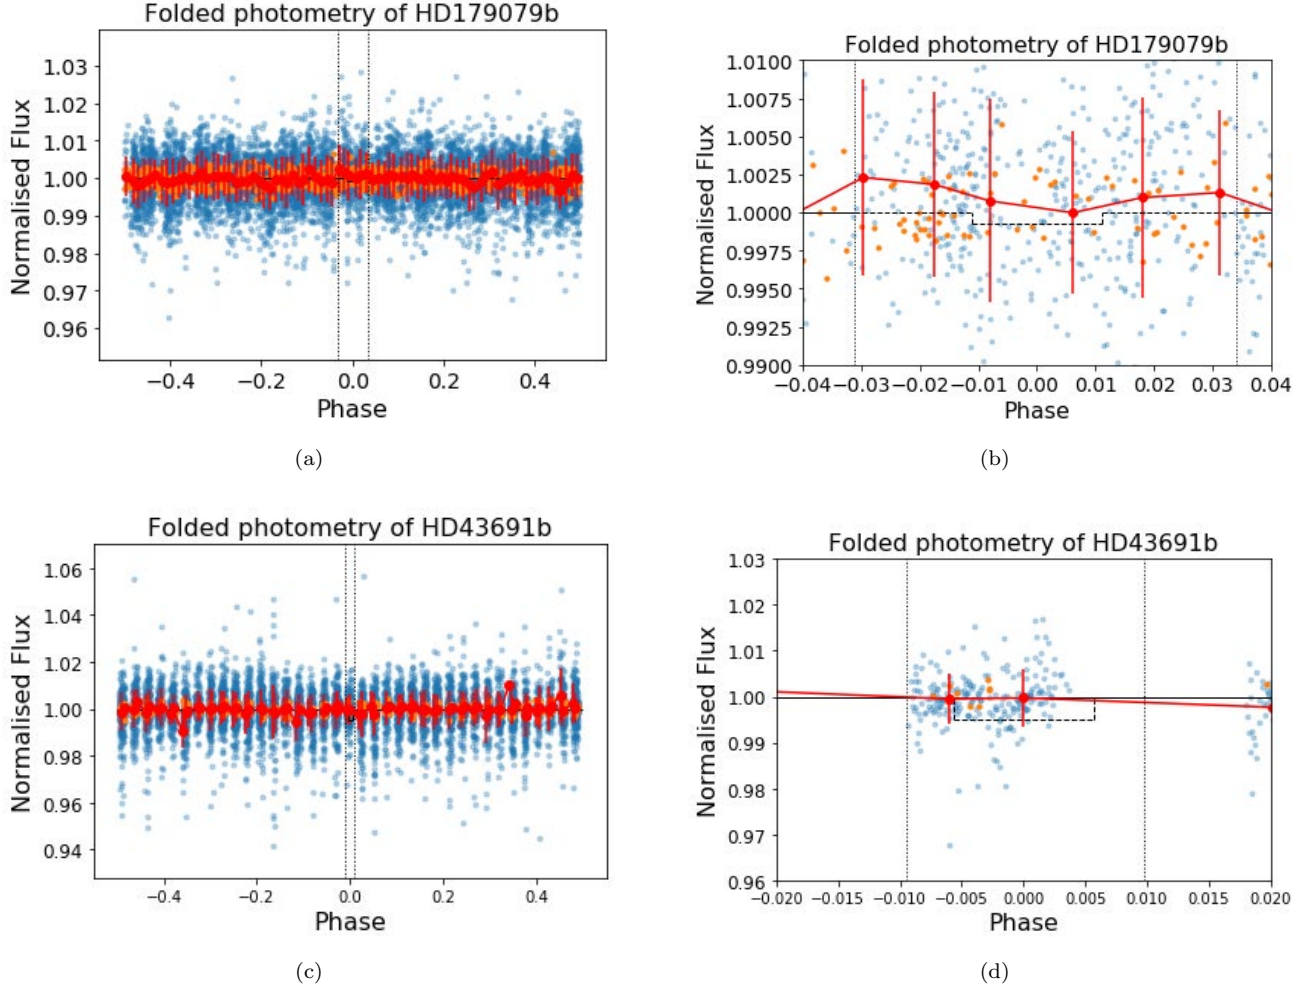 Folded photometry of HD179079b
Normalised Flux
1.03
1.02
1.01
1.00
0.99
0.98
0.97
0.96
−0.4 −0.2 0.0 0.2 0.4
Phase
(a)
Folded photometry of HD179079b
Normalised Flux
1.0100
1.0075
1.0050
1.0025
1.0000
0.9975
0.9950
0.9925
0.9900
−0.04 −0.03 −0.02 −0.01 0.00 0.01 0.02 0.03 0.04
Phase
(b)
Folded photometry of HD43691b
Normalised Flux
1.06
1.04
1.02
1.00
0.98
0.96
0.94
−0.4 −0.2 0.0 0.2 0.4
Phase
(c)
Folded photometry of HD43691b
Normalised Flux
1.03
1.02
1.01
1.00
0.99
0.98
0.97
0.96
−0.020 −0.015 −0.010 −0.005 0.000 0.005 0.010 0.015 0.020
Phase
(d)